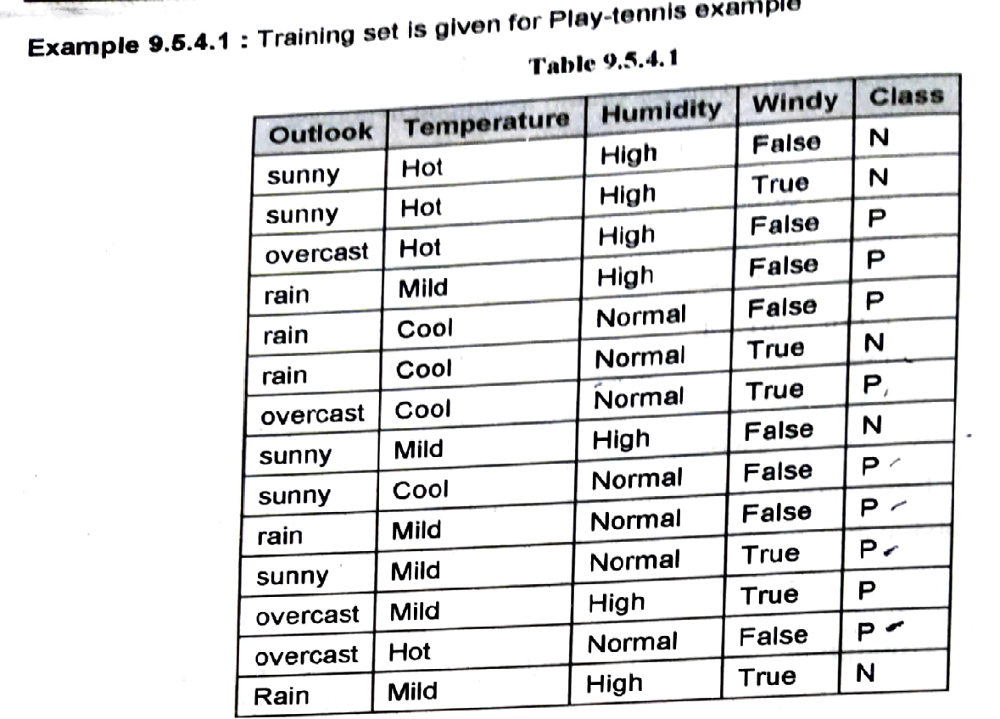 Example 9.5.4.1 : Training set is given for Play-tennis example
Table 9.5.4.1
Outlook Temperature Humidity Windy Class
sunny Hot High False N
sunny Hot High True N
overcast Hot High False P
rain Mild High False P
rain Cool Normal False P
rain Cool Normal True N
overcast Cool Normal True P
sunny Mild High False N
sunny Cool Normal False P
rain Mild Normal False P
sunny Mild Normal True P
overcast Mild High True P
overcast Hot Normal False P
Rain Mild High True N